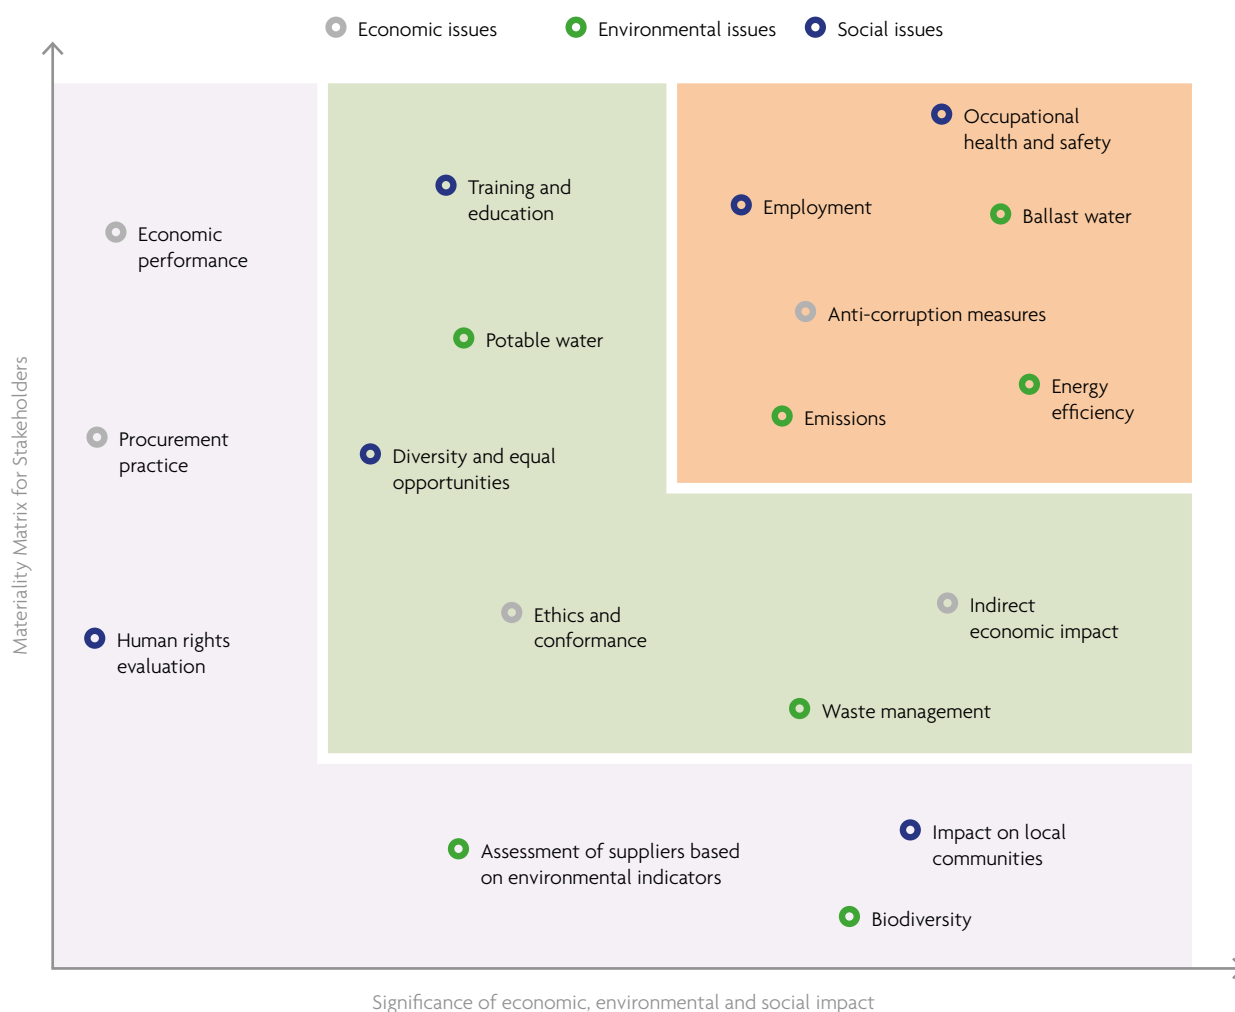 Economic issues
Environmental issues
Social issues
Materiality Matrix for Stakeholders
Occupational
health and safety
Training and
education
Employment
Ballast water
Economic
performance
Anti-corruption measures
Potable water
Energy
efficiency
Emissions
Procurement
practice
Diversity and equal
opportunities
Ethics and
conformance
Indirect
economic impact
Human rights
evaluation
Waste management
Impact on local
communities
Assessment of suppliers based
on environmental indicators
Biodiversity
Significance of economic, environmental and social impact